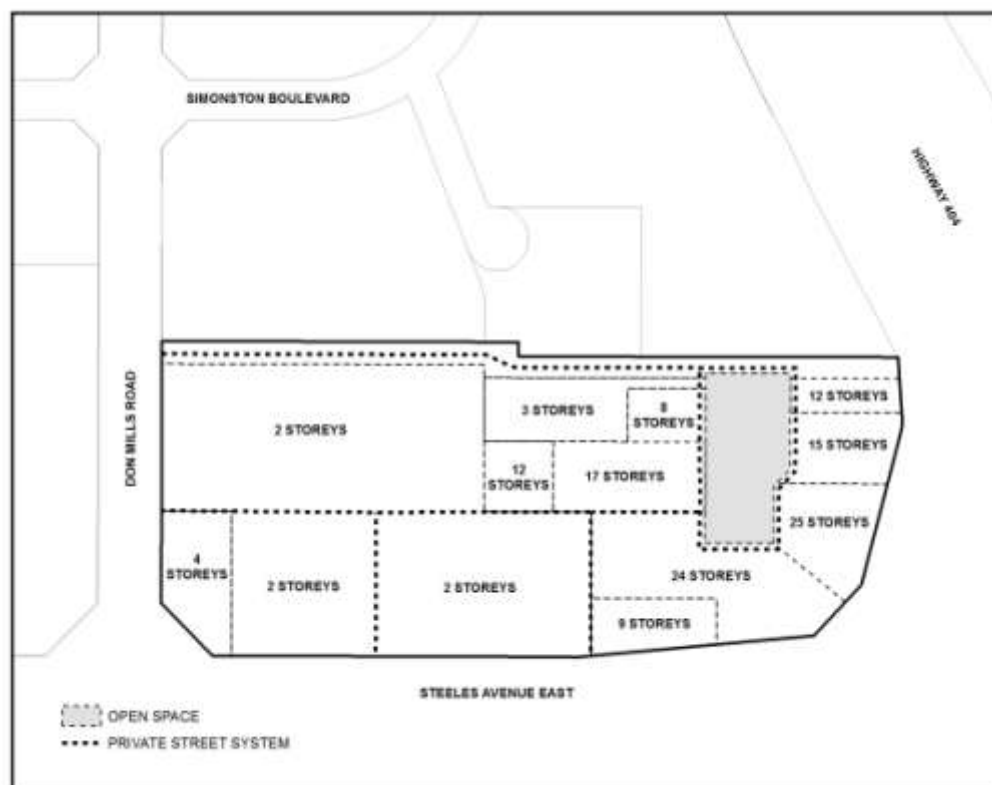 SIMONSTON BOULEVARD
HIGHWAY 404
DON MILLS ROAD
2 STOREYS
3 STOREYS
8
STOREYS
12 STOREYS
15 STOREYS
12
STOREYS
17 STOREYS
25 STOREYS
4
STOREYS
2 STOREYS
2 STOREYS
24 STOREYS
9 STOREYS
STEELES AVENUE EAST
OPEN SPACE
PRIVATE STREET SYSTEM